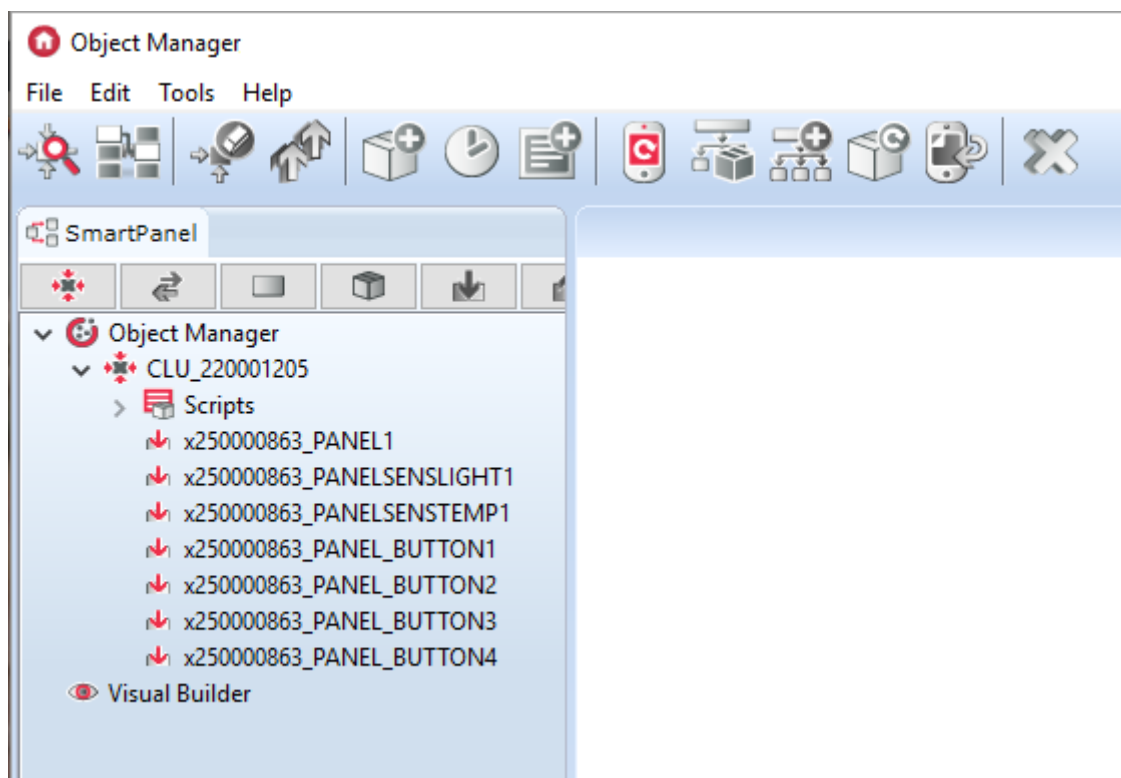 Object Manager
File Edit Tools Help
SmartPanel
Object Manager
CLU_220001205
Scripts
x250000863_PANEL1
x250000863_PANELSENSLIGHT1
x250000863_PANELSENSTEMP1
x250000863_PANEL_BUTTON1
x250000863_PANEL_BUTTON2
x250000863_PANEL_BUTTON3
x250000863_PANEL_BUTTON4
Visual Builder